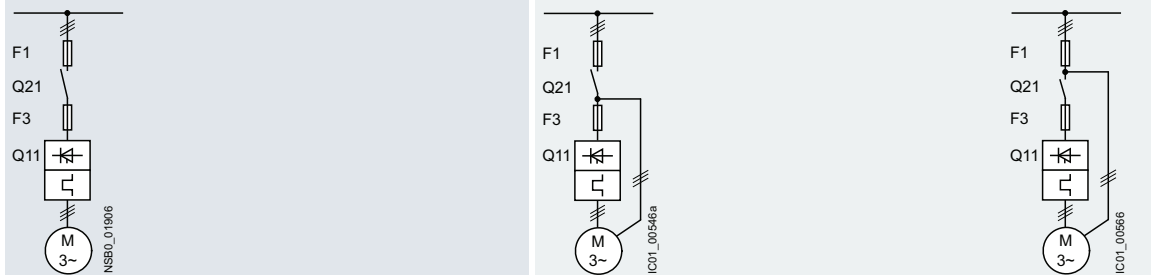 F1
Q21
F3
Q11
M
3~
NSB0_01906
F1
Q21
F3
Q11
M
3~
IC01_00546a
F1
Q21
F3
Q11
M
3~
IC01_00566